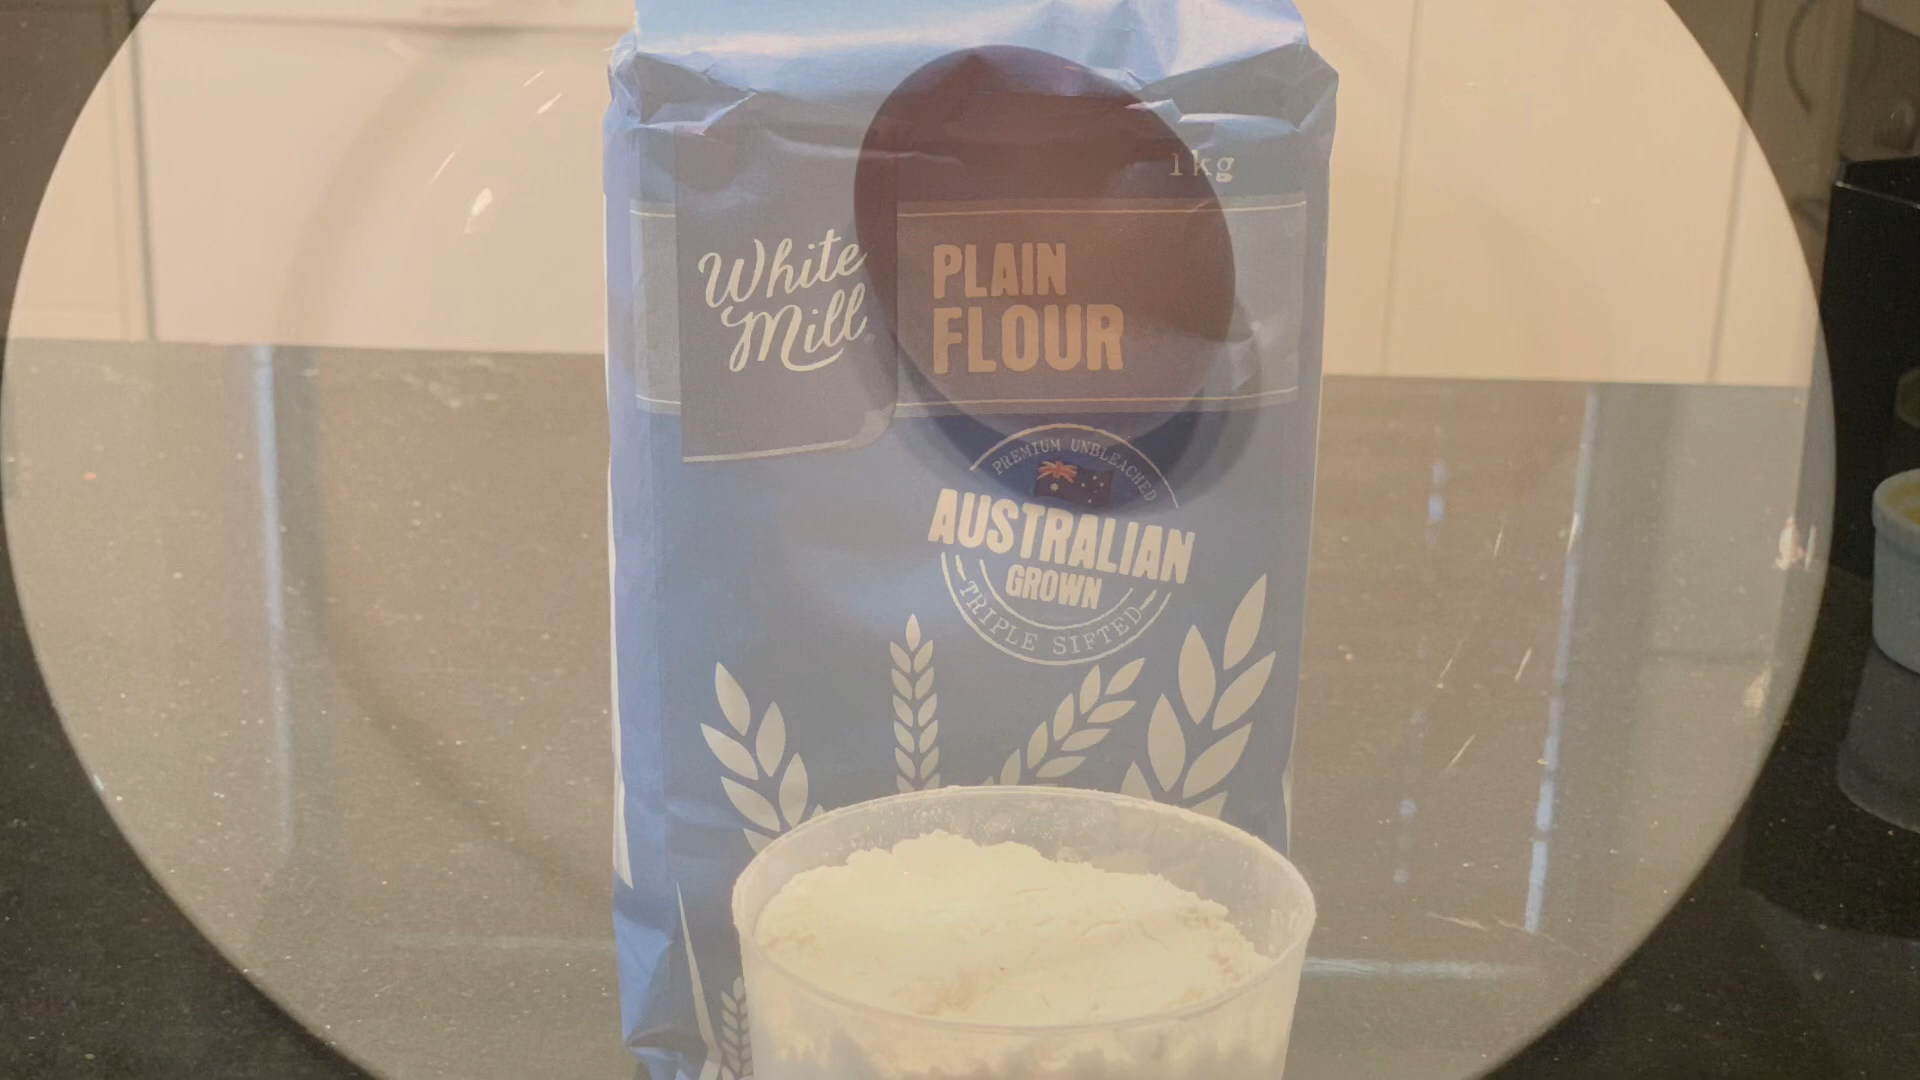 1kg
White
Mill
PLAIN
FLOUR
PREMIUM UNBLEACHED
AUSTRALIAN
GROWN
TRIPLE SIFTED